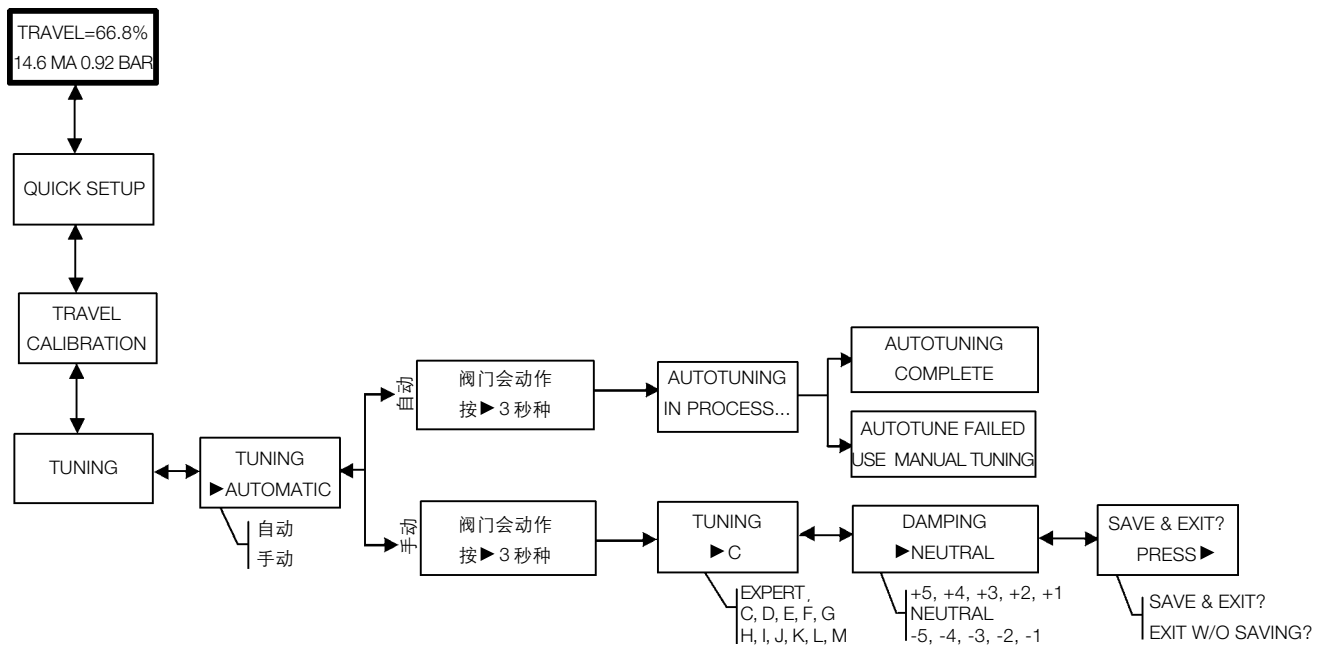 TRAVEL=66.8%
14.6 MA 0.92 BAR
QUICK SETUP
TRAVEL
CALIBRATION
TUNING
TUNING
►AUTOMATIC
自动
手动
自动
阀门会动作
按►3 秒种
AUTOTUNING
IN PROCESS...
AUTOTUNING
COMPLETE
AUTOTUNE FAILED
USE MANUAL TUNING
手动
阀门会动作
按►3 秒种
TUNING
►C
EXPERT,
C, D, E, F, G
H, I, J, K, L, M
DAMPING
►NEUTRAL
+5, +4, +3, +2, +1
NEUTRAL
-5, -4, -3, -2, -1
SAVE & EXIT?
PRESS►
SAVE & EXIT?
EXIT W/O SAVING?